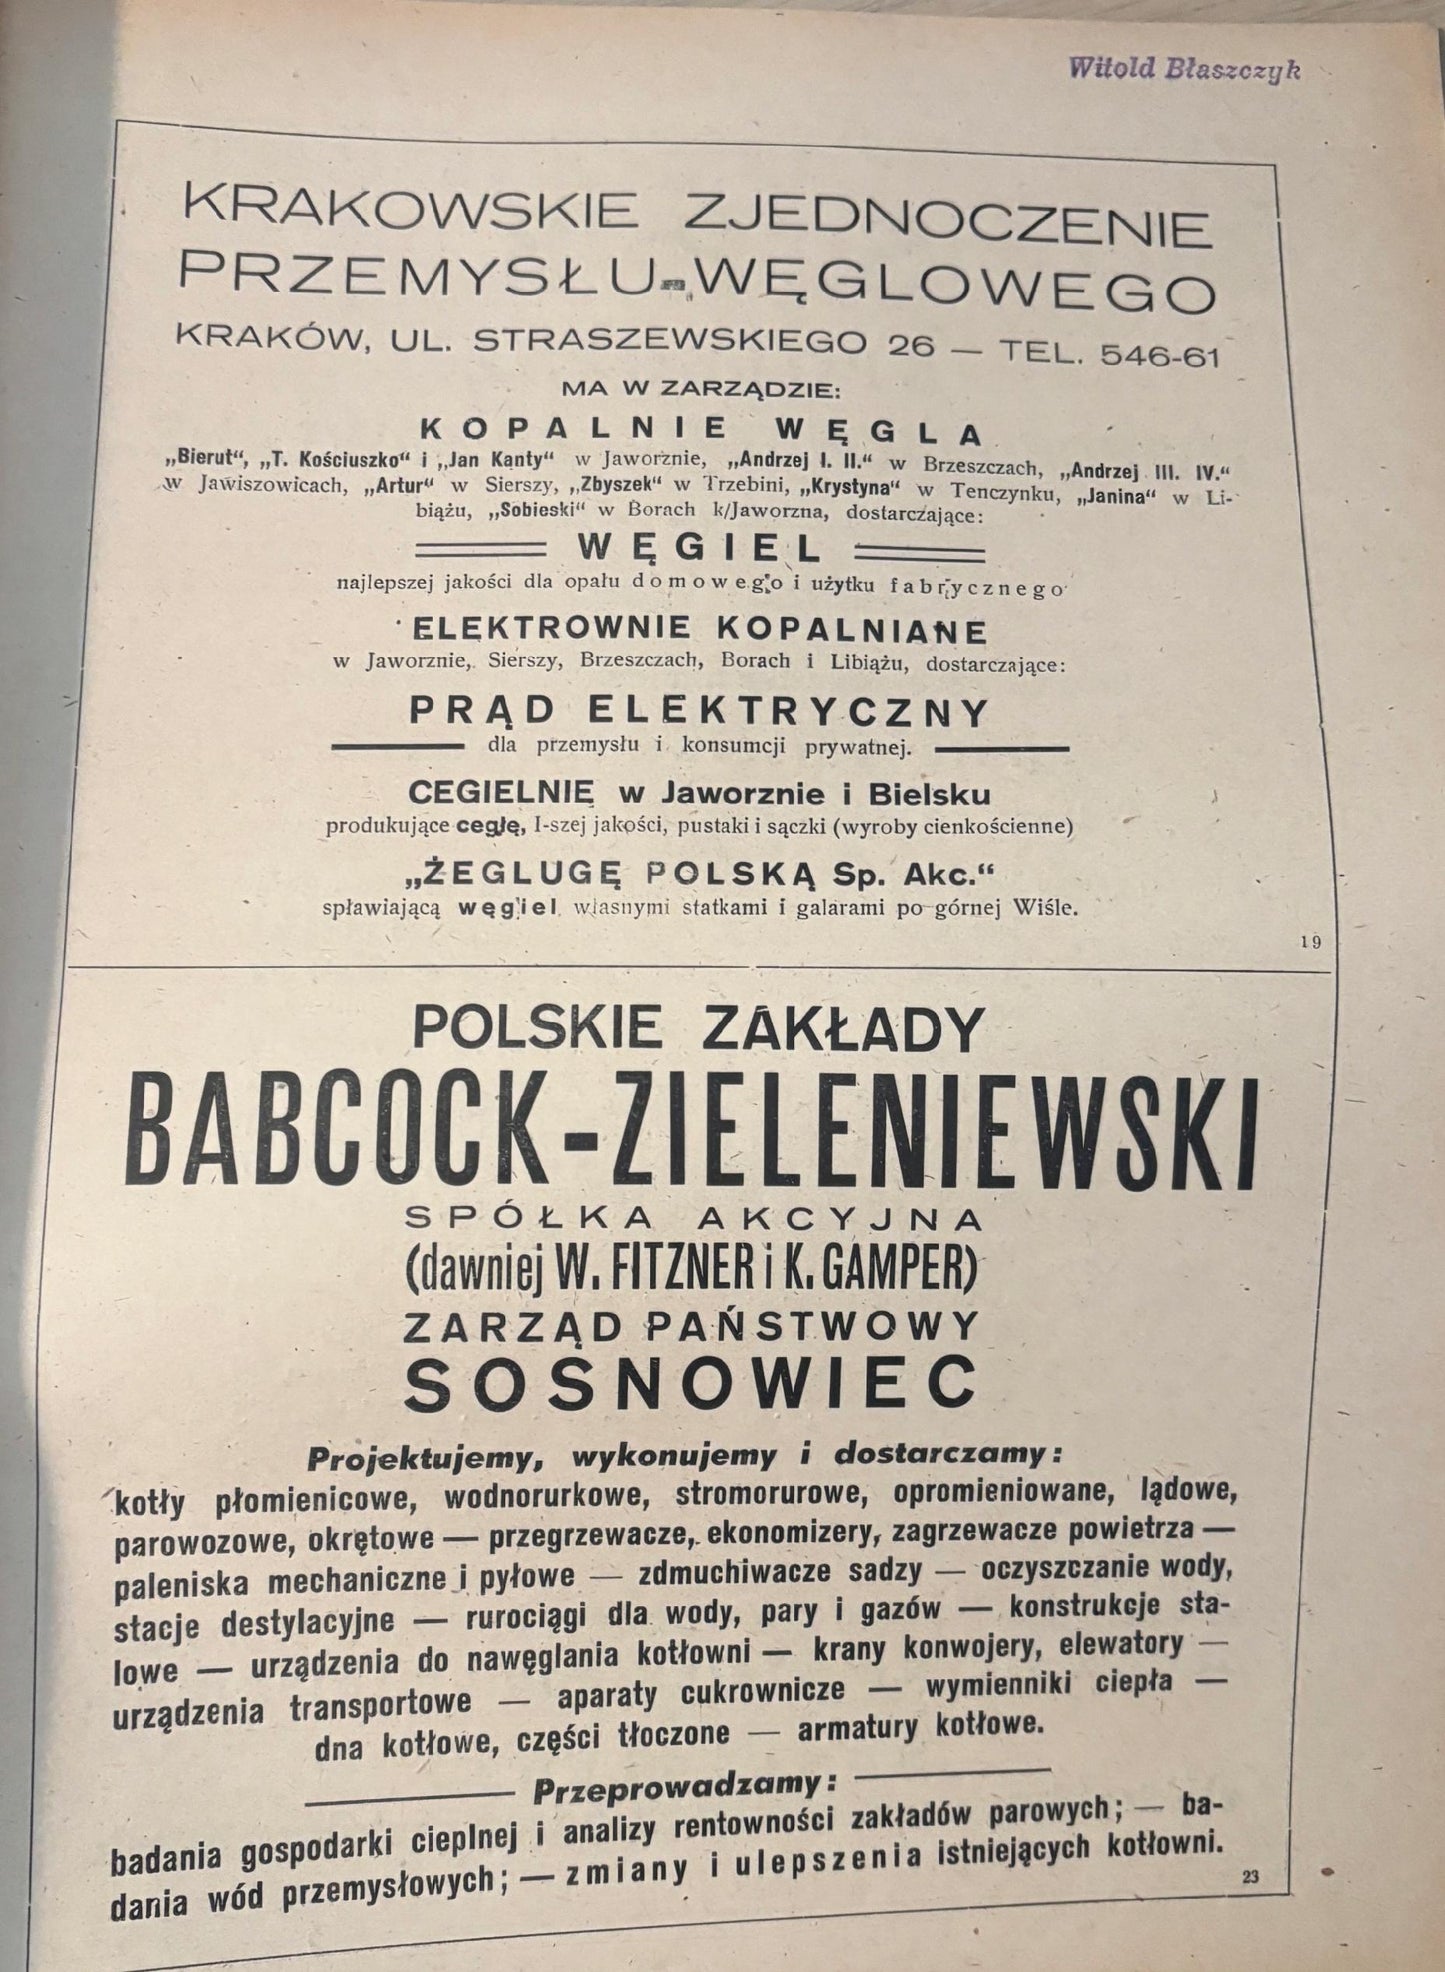 Witold Błaszczyk
KRAKOWSKIE ZJEDNOCZENIE
PRZEMYSŁU WĘGLOWEGO
KRAKÓW, UL. STRASZEWSKIEGO 26 — TEL. 546-61
MA W ZARZĄDZIE:
KOPALNIE WĘGLA
„Bierut“, „T. Kościuszko“ i „Jan Kanty“ w Jaworznie, „Andrzej I. II.“ w Brzeszczach, „Andrzej III. IV.“
w Jawiszowicach, „Artur“ w Sierszy, „Zbyszek“ w Trzebini, „Krystyna“ w Tenczynku, „Janina“ w Li-
biążu, „Sobieski“ w Borach k/Jaworzna, dostarczające:
WĘGIEL
najlepszej jakości dla opału domowego i użytku fabrycznego
ELEKTROWNIE KOPALNIANE
w Jaworznie, Sierszy, Brzeszczach, Borach i Libiążu, dostarczające:
PRĄD ELEKTRYCZNY
dla przemysłu i konsumcji prywatnej.
CEGIELNIE w Jaworznie i Bielsku
produkujące cegłę, I-szej jakości, pustaki i sączki (wyroby cienkościenne)
„ŻEGLUGĘ POLSKĄ Sp. Akc.“
spławiającą węgiel własnymi statkami i galarami po górnej Wiśle.
19
POLSKIE ZAKŁADY
BABCOCK-ZIELENIEWSKI
SPÓŁKA AKCYJNA
(dawniej W. FITZNER i K. GAMPER)
ZARZĄD PAŃSTWOWY
SOSNOWIEC
Projektujemy, wykonujemy i dostarczamy:
kotły płomienicowe, wodnorurkowe, stromorurowe, opromieniowane, lądowe,
parowozowe, okrętowe — przegrzewacze, ekonomizery, zagrzewacze powietrza —
paleniska mechaniczne i pyłowe — zdmuchiwacze sadzy — oczyszczanie wody,
stacje destylacyjne — rurociągi dla wody, pary i gazów — konstrukcje sta-
lowe — urządzenia do nawęglania kotłowni — krany konwojery, elewatory —
urządzenia transportowe — aparaty cukrownicze — wymienniki ciepła —
dna kotłowe, części tłoczone — armatury kotłowe.
Przeprowadzamy:
badania gospodarki cieplnej i analizy rentowności zakładów parowych; — ba-
dania wód przemysłowych; — zmiany i ulepszenia istniejących kotłowni.
23